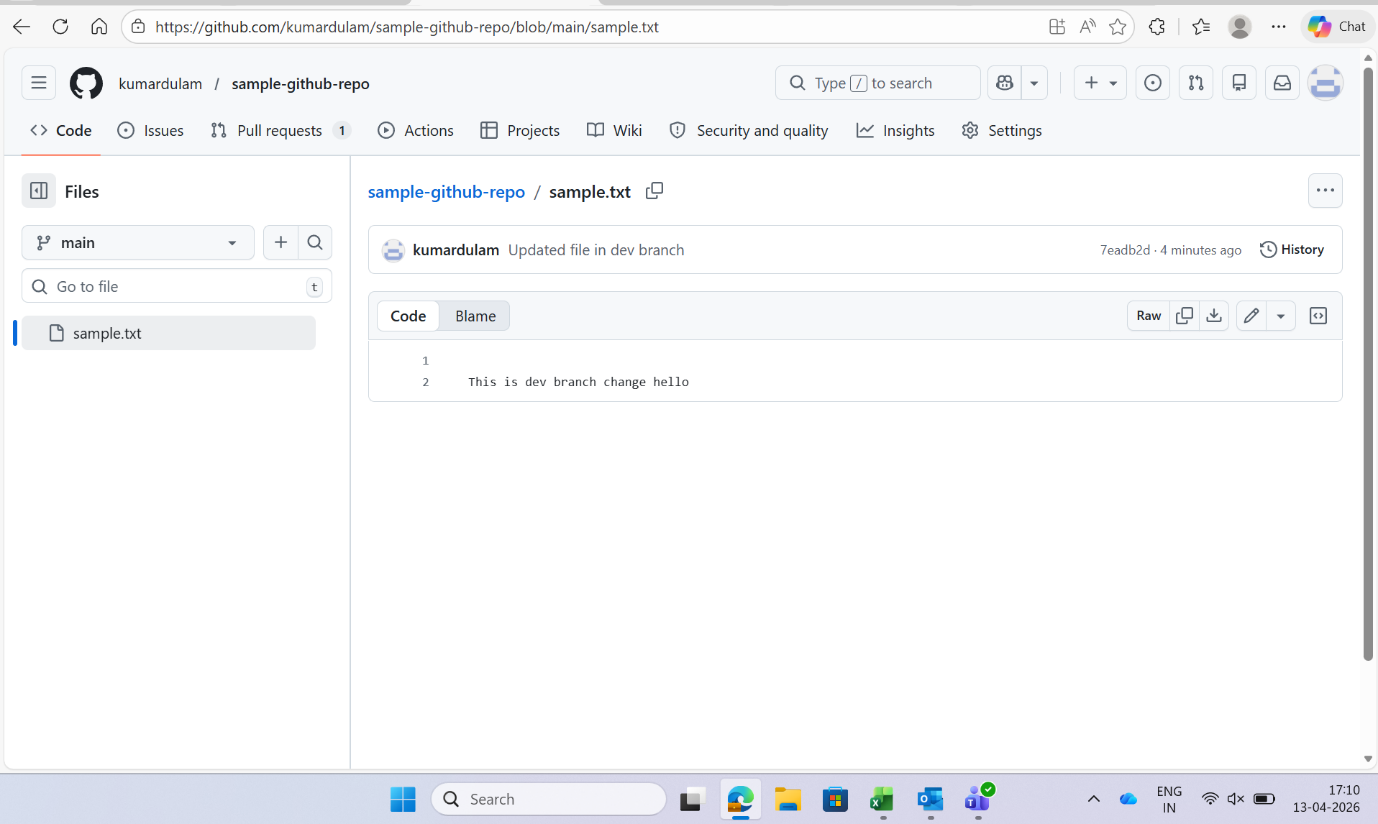 https://github.com/kumardulam/sample-github-repo/blob/main/sample.txt
Chat
kumardulam / sample-github-repo
Type / to search
Code
Issues
Pull requests 1
Actions
Projects
Wiki
Security and quality
Insights
Settings
Files
main
Go to file
t
sample.txt
sample-github-repo / sample.txt
kumardulam Updated file in dev branch
7eadb2d · 4 minutes ago
History
Code
Blame
Raw
1
2 This is dev branch change hello
Search
ENG
IN
17:10
13-04-2026